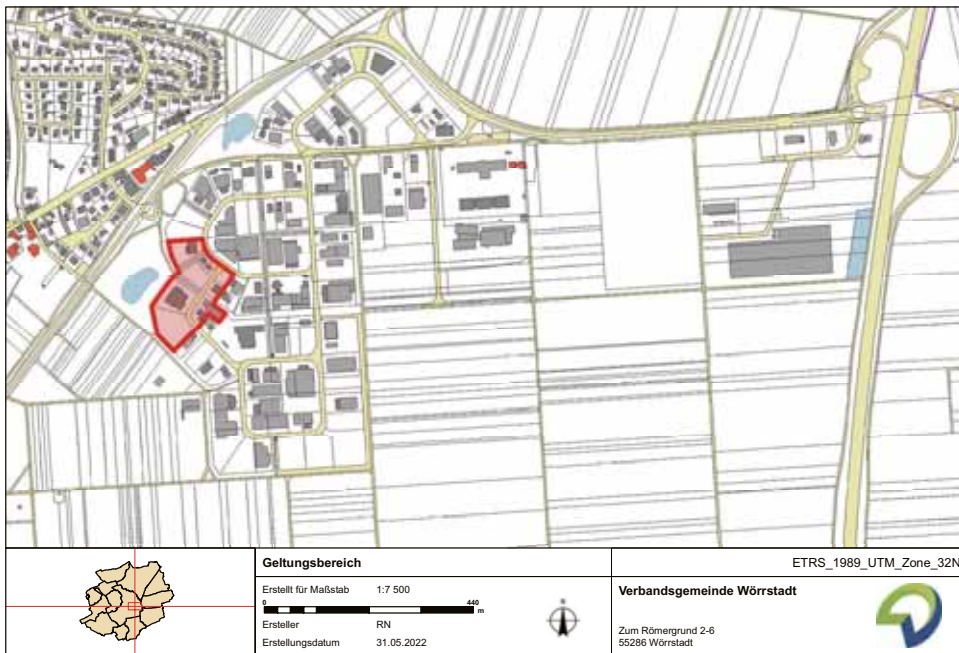 Geltungsbereich
Erstellt für Maßstab 1:7 500
0 440
m
Ersteller RN
Erstellungsdatum 31.05.2022
N
ETRS_1989_UTM_Zone_32N
Verbandsgemeinde Wörrstadt
Zum Römergrund 2-6
55286 Wörrstadt